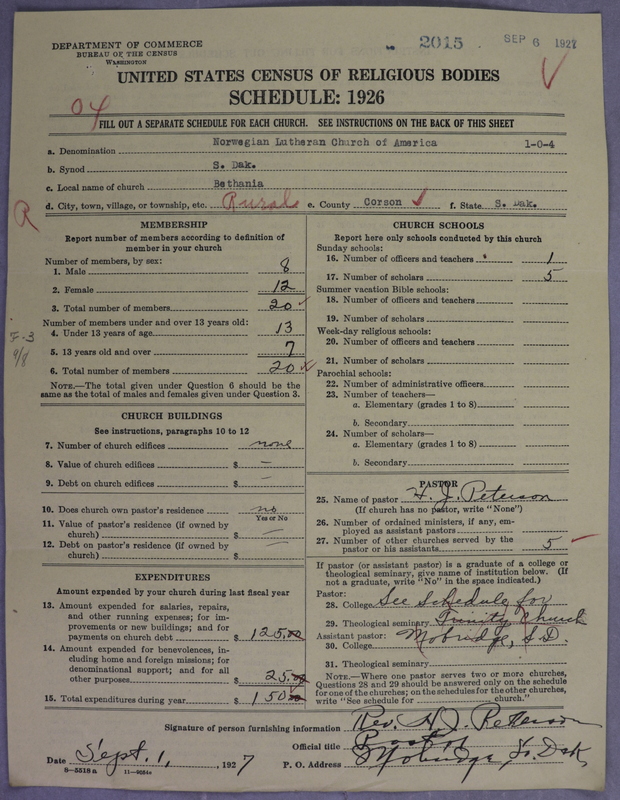 DEPARTMENT OF COMMERCE
BUREAU OF THE CENSUS
WASHINGTON
2015
SEP 6 1927
UNITED STATES CENSUS OF RELIGIOUS BODIES
SCHEDULE: 1926
04
FILL OUT A SEPARATE SCHEDULE FOR EACH CHURCH. SEE INSTRUCTIONS ON THE BACK OF THIS SHEET
a. Denomination Norwegian Lutheran Church of America 1-0-4
b. Synod S. Dak.
c. Local name of church Bethania
d. City, town, village, or township, etc. Rural e. County Corson f. State S. Dak.
R
MEMBERSHIP
Report number of members according to definition of
member in your church
Number of members, by sex:
1. Male 8
2. Female 12
3. Total number of members 20
Number of members under and over 13 years old:
4. Under 13 years of age 13
5. 13 years old and over 7
6. Total number of members 20
NOTE.—The total given under Question 6 should be the
same as the total of males and females given under Question 3.
F-3
9/8
CHURCH BUILDINGS
See instructions, paragraphs 10 to 12
7. Number of church edifices none
8. Value of church edifices $ —
9. Debt on church edifices $ —
10. Does church own pastor's residence no
Yes or No
11. Value of pastor's residence (if owned by
church) $ —
12. Debt on pastor's residence (if owned by
church) $ —
EXPENDITURES
Amount expended by your church during last fiscal year
13. Amount expended for salaries, repairs,
and other running expenses; for im-
provements or new buildings; and for
payments on church debt $ 125.00
14. Amount expended for benevolences, in-
cluding home and foreign missions; for
denominational support; and for all
other purposes $ 25.00
15. Total expenditures during year $ 150.00
CHURCH SCHOOLS
Report here only schools conducted by this church
Sunday schools:
16. Number of officers and teachers 1
17. Number of scholars 5
Summer vacation Bible schools:
18. Number of officers and teachers
19. Number of scholars
Week-day religious schools:
20. Number of officers and teachers
21. Number of scholars
Parochial schools:
22. Number of administrative officers
23. Number of teachers—
a. Elementary (grades 1 to 8)
b. Secondary
24. Number of scholars—
a. Elementary (grades 1 to 8)
b. Secondary
PASTOR
25. Name of pastor H. J. Peterson
(If church has no pastor, write "None")
26. Number of ordained ministers, if any, em-
ployed as assistant pastors
27. Number of other churches served by the
pastor or his assistants 5
If pastor (or assistant pastor) is a graduate of a college or
theological seminary, give name of institution below. (If
not a graduate, write "No" in the space indicated.)
Pastor:
28. College See Schedule for
29. Theological seminary Trinity Church
Assistant pastor: Mobridge, S.D.
30. College
31. Theological seminary
NOTE.—Where one pastor serves two or more churches,
Questions 28 and 29 should be answered only on the schedule
for one of the churches; on the schedules for the other churches,
write "See schedule for church."
Signature of person furnishing information Rev. H J. Peterson
Official title Pastor
Date Sept. 1, 1927 P. O. Address Mobridge So. Dak
8—5518 a 11—9654